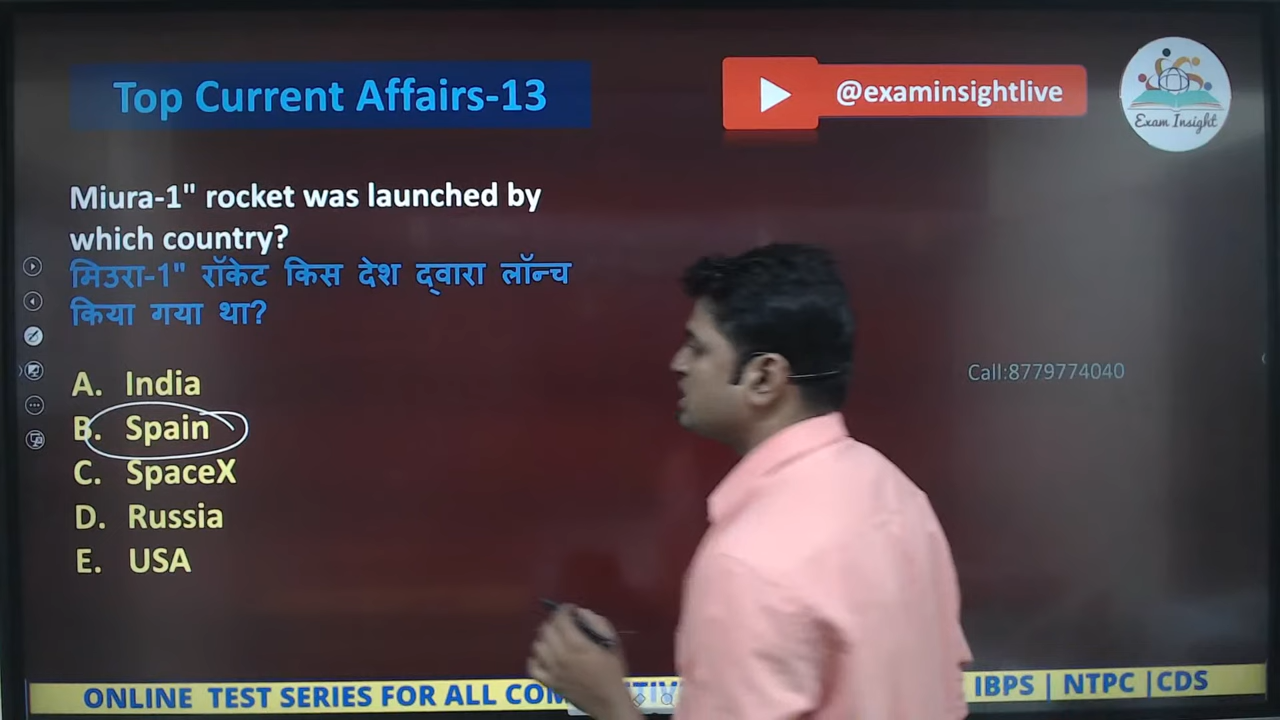 Top Current Affairs-13
@examinsightlive
Exam Insight
Miura-1" rocket was launched by
which country?
मिउरा-1" रॉकेट किस देश द्वारा लॉन्च
किया गया था?
A. India
B. Spain
C. SpaceX
D. Russia
E. USA
Call:8779774040
ONLINE TEST SERIES FOR ALL IBPS | NTPC |CDS